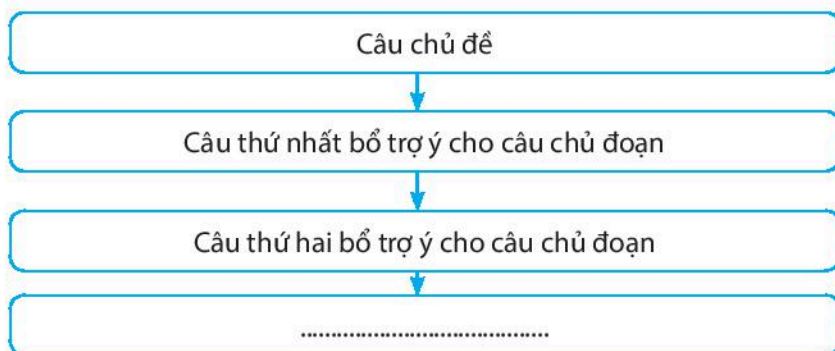 Câu chủ đề
Câu thứ nhất bổ trợ ý cho câu chủ đoạn
Câu thứ hai bổ trợ ý cho câu chủ đoạn
..........................................